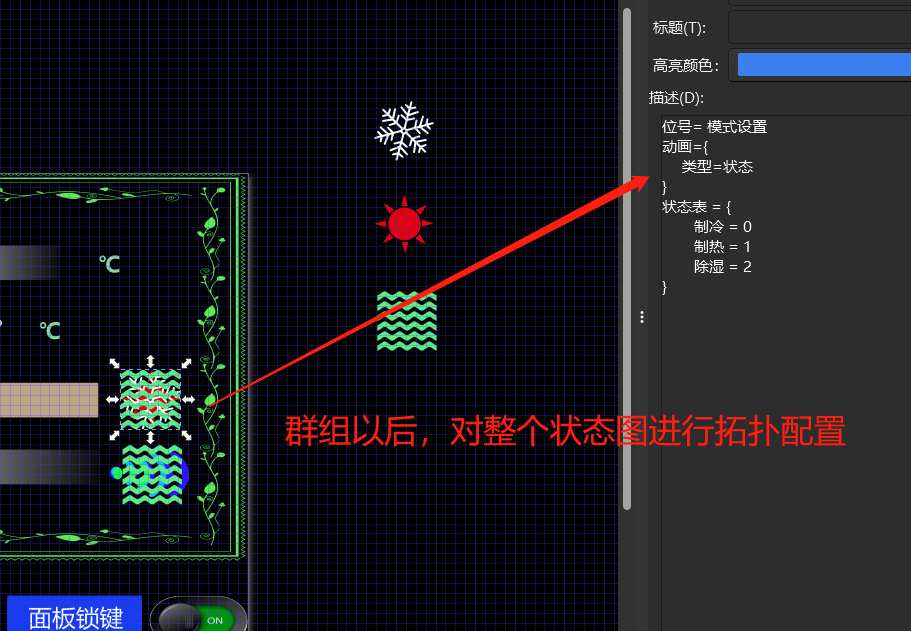 标题(T):
高亮颜色:
描述(D):
位号= 模式设置
动画={
类型=状态
}
状态表 = {
制冷 = 0
制热 = 1
除湿 = 2
}
℃
℃
群组以后，对整个状态图进行拓扑配置
面板锁键
ON